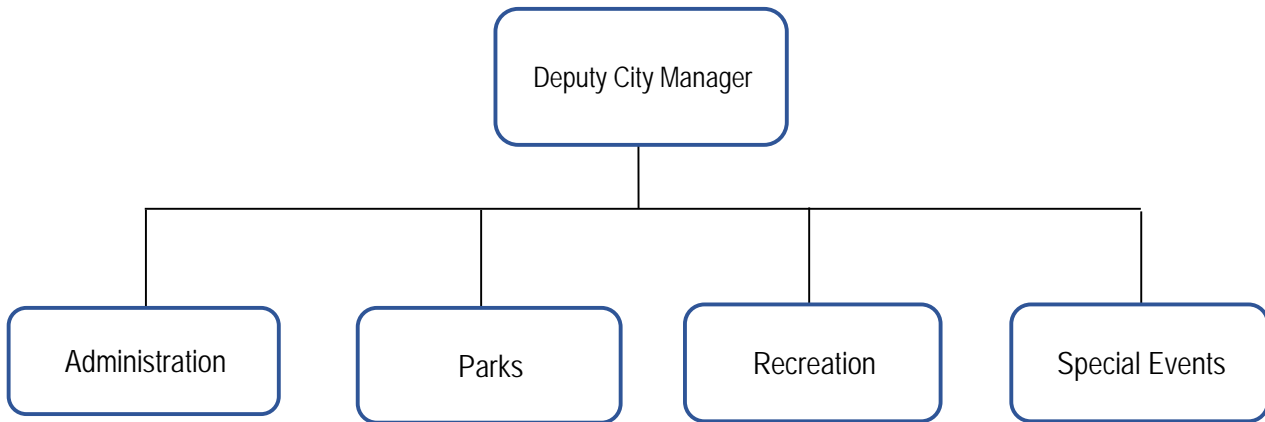 Deputy City Manager
Administration
Parks
Recreation
Special Events